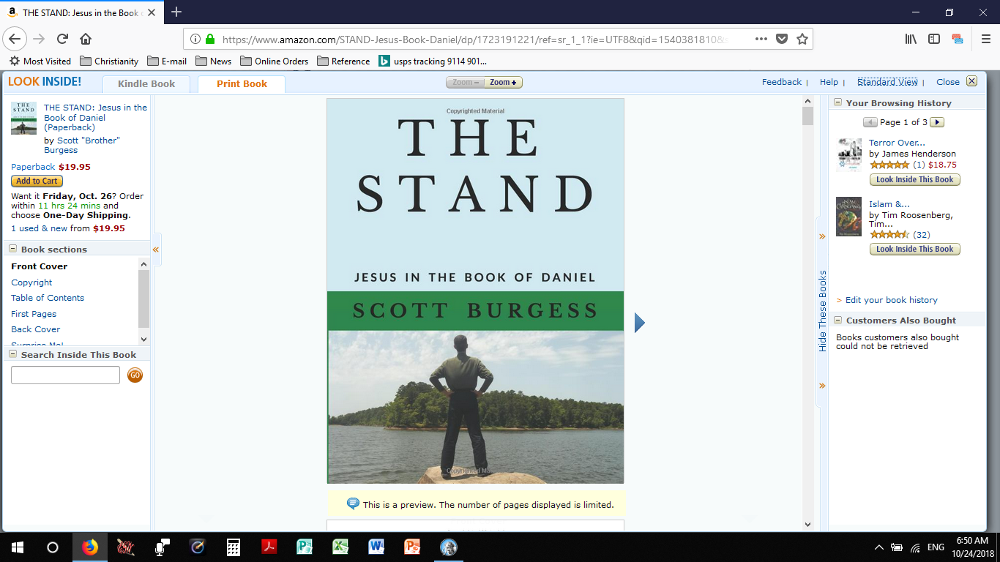 THE STAND: Jesus in the Book o
https://www.amazon.com/STAND-Jesus-Book-Daniel/dp/1723191221/ref=sr_1_1?ie=UTF8&qid=1540381810&s
Most Visited Christianity E-mail News Online Orders Reference usps tracking 9114 901...
LOOK INSIDE! Kindle Book Print Book Zoom − Zoom + Feedback | Help | Standard View | Close
THE STAND: Jesus in the
Book of Daniel
(Paperback)
by Scott "Brother"
Burgess
Paperback $19.95
Add to Cart
Want it Friday, Oct. 26? Order
within 11 hrs 24 mins and
choose One-Day Shipping.
1 used & new from $19.95
Book sections
Front Cover
Copyright
Table of Contents
First Pages
Back Cover
Surprise Me!
Search Inside This Book
GO
Copyrighted Material
THE
STAND
JESUS IN THE BOOK OF DANIEL
SCOTT BURGESS
Copyrighted Ma
This is a preview. The number of pages displayed is limited.
» Hide These Books »
«
Your Browsing History
Page 1 of 3
Terror Over...
by James Henderson
(1) $18.75
Look Inside This Book
Islam &...
by Tim Roosenberg,
Tim...
(32)
Look Inside This Book
> Edit your book history
Customers Also Bought
Books customers also bought
could not be retrieved
ENG
6:50 AM
10/24/2018